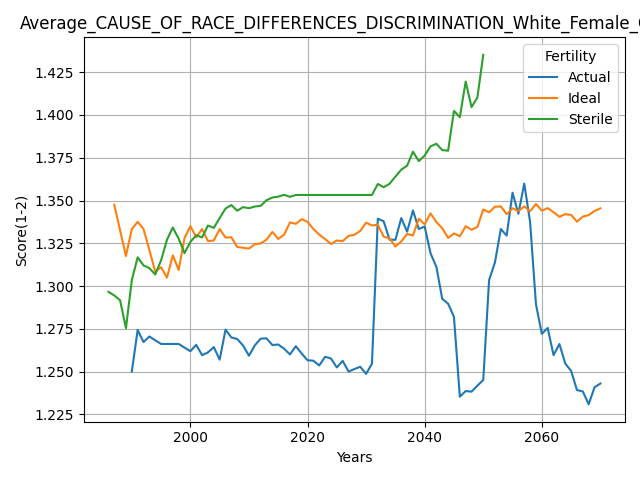 Average_CAUSE_OF_RACE_DIFFERENCES_DISCRIMINATION_White_Female_
Fertility
Actual
Ideal
Sterile
1.425
1.400
1.375
1.350
1.325
1.300
1.275
1.250
1.225
Score(1-2)
2000
2020
2040
2060
Years